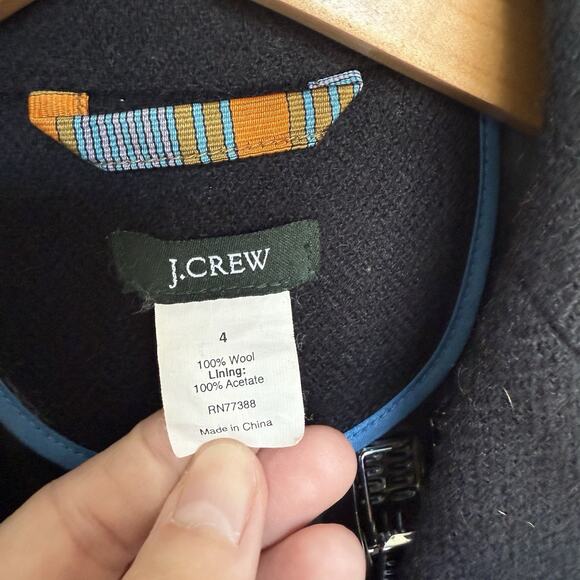 J.CREW
4
100% Wool
Lining:
100% Acetate
RN77388
Made in China